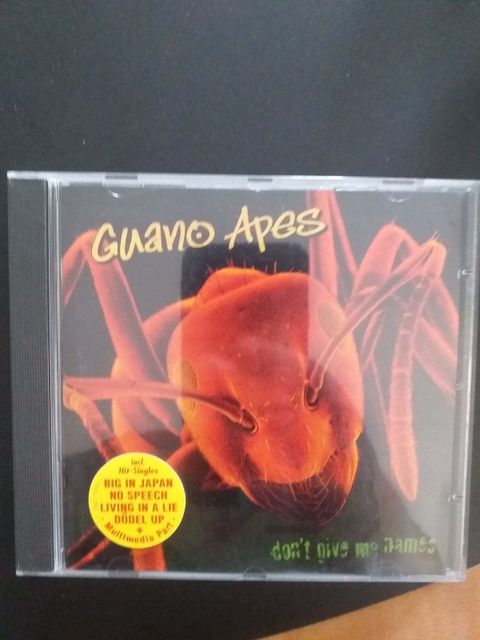 Guano Apes
incl.
Hit-Singles
BIG IN JAPAN
NO SPEECH
LIVING IN A LIE
DÖDEL UP
+
- Multimedia Part -
don't give me names